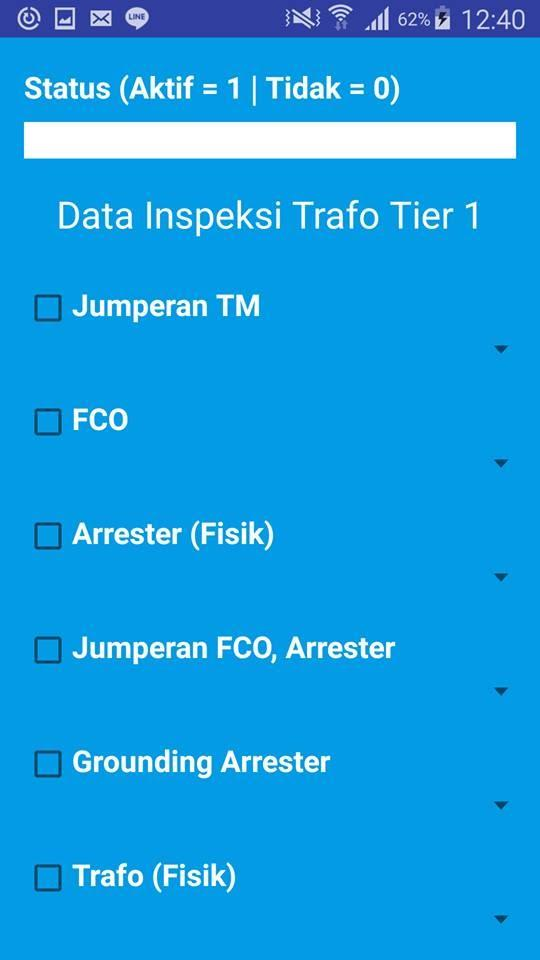 LINE
62%
12:40
Status (Aktif = 1 | Tidak = 0)
Data Inspeksi Trafo Tier 1
Jumperan TM
FCO
Arrester (Fisik)
Jumperan FCO, Arrester
Grounding Arrester
Trafo (Fisik)